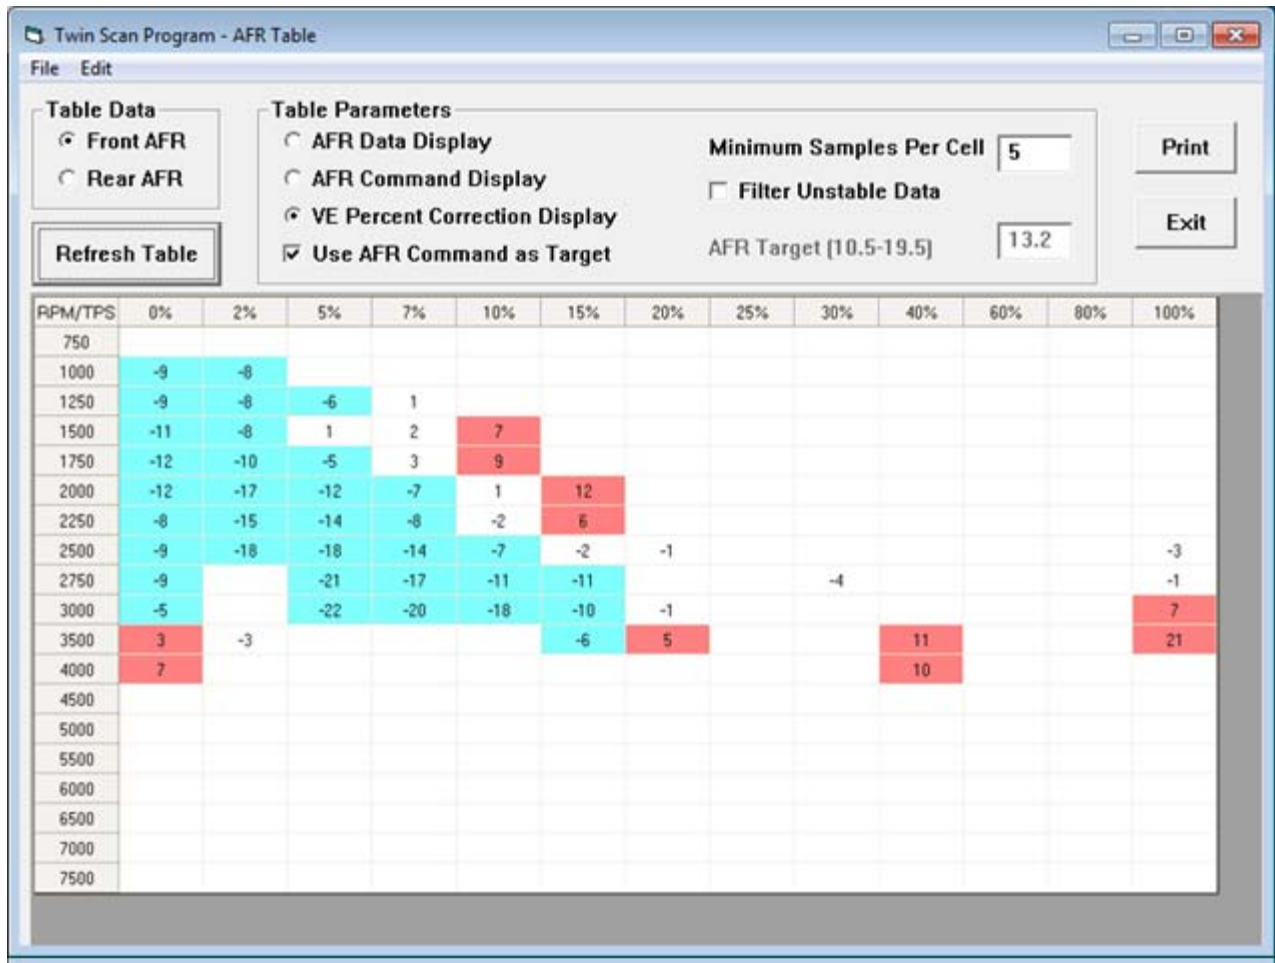 Twin Scan Program - AFR Table
File Edit
Table Data
Front AFR
Rear AFR
Refresh Table
Table Parameters
AFR Data Display
AFR Command Display
VE Percent Correction Display
Use AFR Command as Target
Minimum Samples Per Cell 5
Filter Unstable Data
AFR Target (10.5-19.5) 13.2
Print
Exit
RPM/TPS 0% 2% 5% 7% 10% 15% 20% 25% 30% 40% 60% 80% 100%
750
1000 -9 -8
1250 -9 -8 -6 1
1500 -11 -8 1 2 7
1750 -12 -10 -5 3 9
2000 -12 -17 -12 -7 1 12
2250 -8 -15 -14 -8 -2 6
2500 -9 -18 -18 -14 -7 -2 -1 -3
2750 -9 -21 -17 -11 -11 -4 -1
3000 -5 -22 -20 -18 -10 -1 7
3500 3 -3 -6 5 11 21
4000 7 10
4500
5000
5500
6000
6500
7000
7500